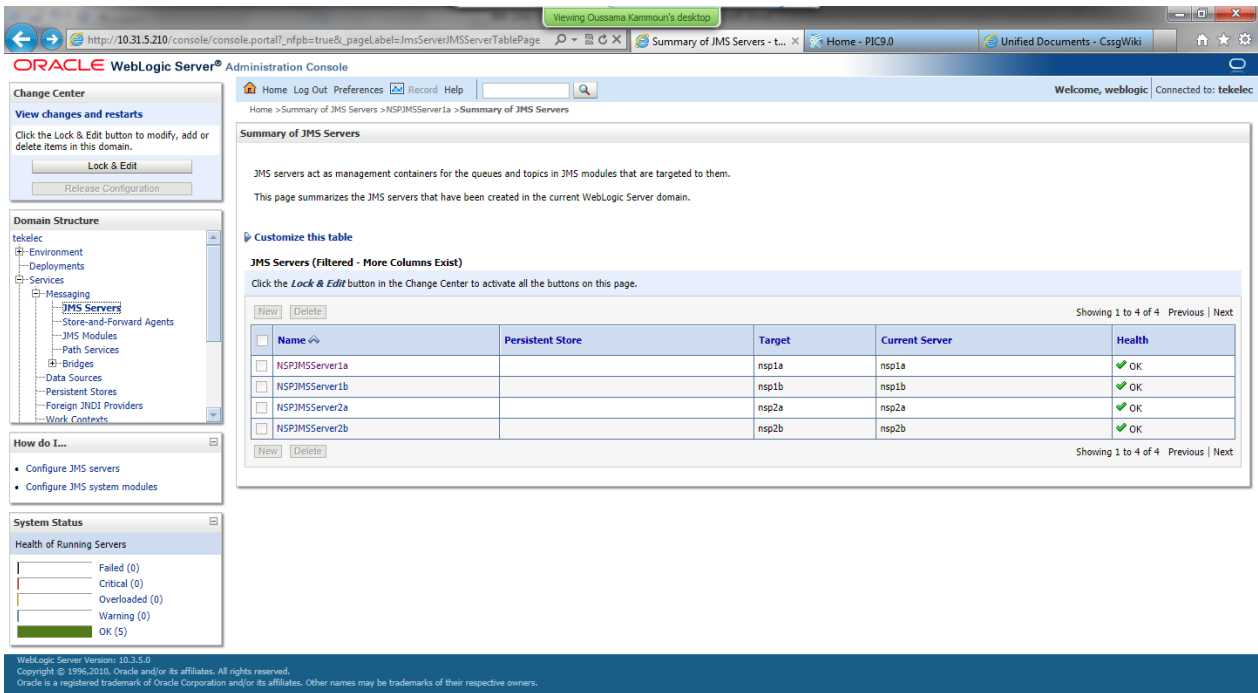 Viewing Oussama Kammoun's desktop
http://10.31.5.210/console/console.portal?_nfpb=true&_pageLabel=JmsServerJMSServerTablePage
Summary of JMS Servers - t...
Home - PIC9.0
Unified Documents - CssgWiki
ORACLE WebLogic Server® Administration Console
Change Center
View changes and restarts
Click the Lock & Edit button to modify, add or
delete items in this domain.
Lock & Edit
Release Configuration
Domain Structure
tekelec
Environment
Deployments
Services
Messaging
JMS Servers
Store-and-Forward Agents
JMS Modules
Path Services
Bridges
Data Sources
Persistent Stores
Foreign JNDI Providers
Work Contexts
How do I...
Configure JMS servers
Configure JMS system modules
System Status
Health of Running Servers
Failed (0)
Critical (0)
Overloaded (0)
Warning (0)
OK (5)
Home Log Out Preferences Record Help
Welcome, weblogic Connected to: tekelec
Home >Summary of JMS Servers >NSPJMSServer1a >Summary of JMS Servers
Summary of JMS Servers
JMS servers act as management containers for the queues and topics in JMS modules that are targeted to them.
This page summarizes the JMS servers that have been created in the current WebLogic Server domain.
Customize this table
JMS Servers (Filtered - More Columns Exist)
Click the Lock & Edit button in the Change Center to activate all the buttons on this page.
New Delete Showing 1 to 4 of 4 Previous | Next
Name Persistent Store Target Current Server Health
NSPJMSServer1a nsp1a nsp1a OK
NSPJMSServer1b nsp1b nsp1b OK
NSPJMSServer2a nsp2a nsp2a OK
NSPJMSServer2b nsp2b nsp2b OK
New Delete Showing 1 to 4 of 4 Previous | Next
WebLogic Server Version: 10.3.5.0
Copyright © 1996,2010, Oracle and/or its affiliates. All rights reserved.
Oracle is a registered trademark of Oracle Corporation and/or its affiliates. Other names may be trademarks of their respective owners.